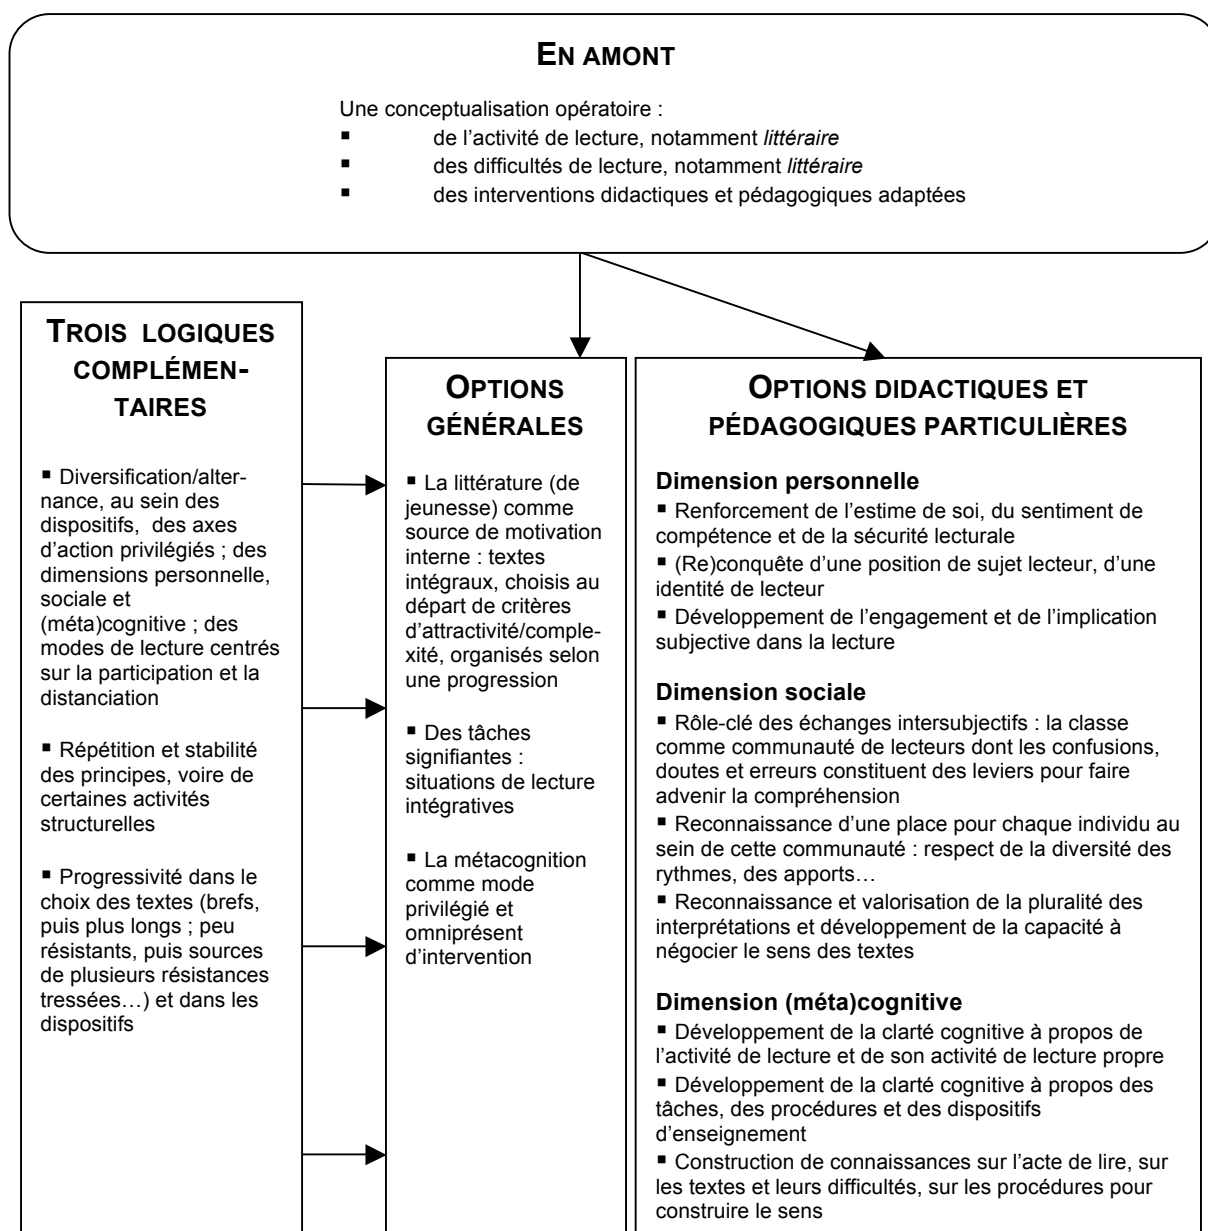 EN AMONT
Une conceptualisation opératoire :
▪ de l’activité de lecture, notamment littéraire
▪ des difficultés de lecture, notamment littéraire
▪ des interventions didactiques et pédagogiques adaptées
TROIS LOGIQUES
COMPLÉMEN-
TAIRES
▪ Diversification/alter-
nance, au sein des
dispositifs, des axes
d’action privilégiés ; des
dimensions personnelle,
sociale et
(méta)cognitive ; des
modes de lecture centrés
sur la participation et la
distanciation
▪ Répétition et stabilité
des principes, voire de
certaines activités
structurelles
▪ Progressivité dans le
choix des textes (brefs,
puis plus longs ; peu
résistants, puis sources
de plusieurs résistances
tressées…) et dans les
dispositifs
OPTIONS
GÉNÉRALES
▪ La littérature (de
jeunesse) comme
source de motivation
interne : textes
intégraux, choisis au
départ de critères
d’attractivité/comple-
xité, organisés selon
une progression
▪ Des tâches
signifiantes :
situations de lecture
intégratives
▪ La métacognition
comme mode
privilégié et
omniprésent
d’intervention
OPTIONS DIDACTIQUES ET
PÉDAGOGIQUES PARTICULIÈRES
Dimension personnelle
▪ Renforcement de l’estime de soi, du sentiment de
compétence et de la sécurité lecturale
▪ (Re)conquête d’une position de sujet lecteur, d’une
identité de lecteur
▪ Développement de l’engagement et de l’implication
subjective dans la lecture
Dimension sociale
▪ Rôle-clé des échanges intersubjectifs : la classe
comme communauté de lecteurs dont les confusions,
doutes et erreurs constituent des leviers pour faire
advenir la compréhension
▪ Reconnaissance d’une place pour chaque individu au
sein de cette communauté : respect de la diversité des
rythmes, des apports…
▪ Reconnaissance et valorisation de la pluralité des
interprétations et développement de la capacité à
négocier le sens des textes
Dimension (méta)cognitive
▪ Développement de la clarté cognitive à propos de
l’activité de lecture et de son activité de lecture propre
▪ Développement de la clarté cognitive à propos des
tâches, des procédures et des dispositifs
d’enseignement
▪ Construction de connaissances sur l’acte de lire, sur
les textes et leurs difficultés, sur les procédures pour
construire le sens